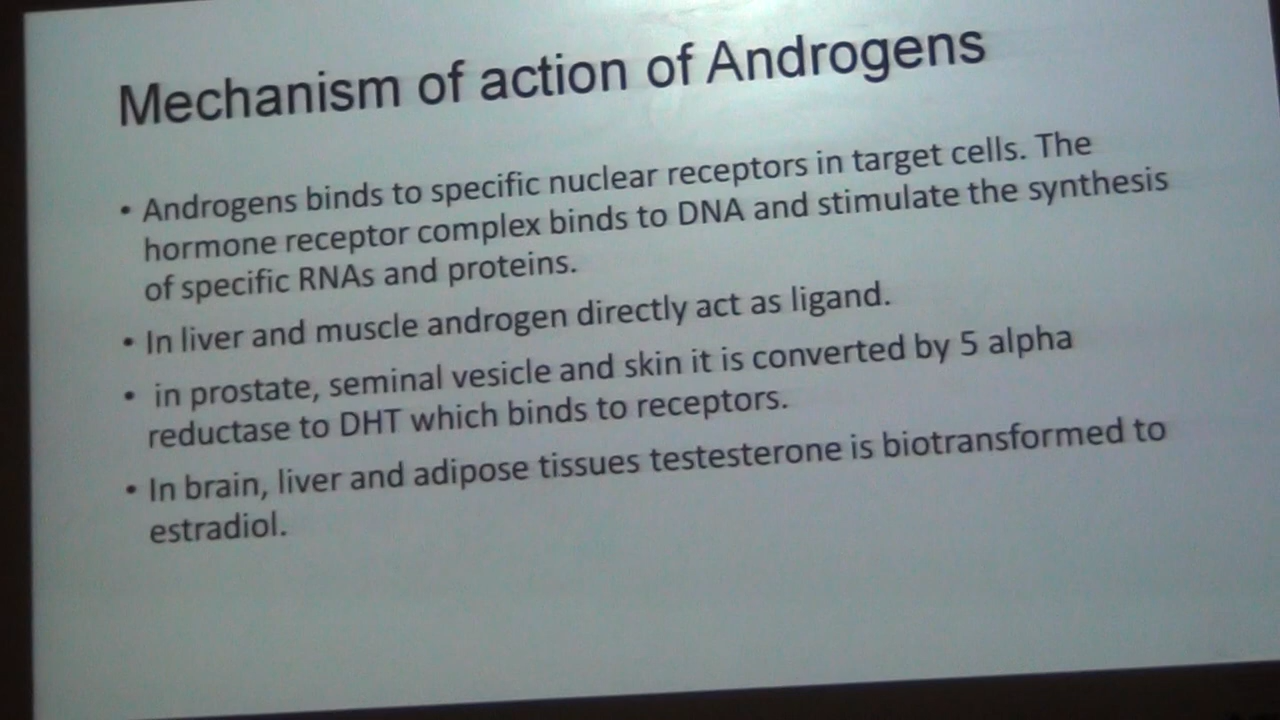 Mechanism of action of Androgens
• Androgens binds to specific nuclear receptors in target cells. The
hormone receptor complex binds to DNA and stimulate the synthesis
of specific RNAs and proteins.
• In liver and muscle androgen directly act as ligand.
• in prostate, seminal vesicle and skin it is converted by 5 alpha
reductase to DHT which binds to receptors.
• In brain, liver and adipose tissues testesterone is biotransformed to
estradiol.